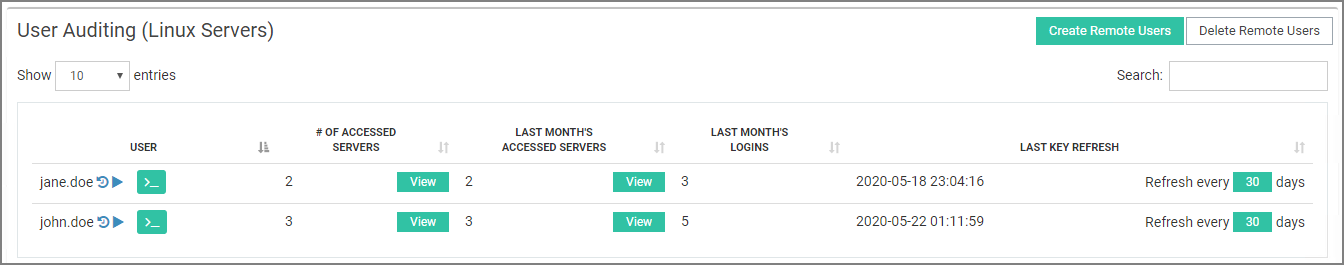 User Auditing (Linux Servers)
Create Remote Users Delete Remote Users
Show 10 entries Search:
USER # OF ACCESSED SERVERS LAST MONTH'S ACCESSED SERVERS LAST MONTH'S LOGINS LAST KEY REFRESH
jane.doe >_ 2 View 2 View 3 2020-05-18 23:04:16 Refresh every 30 days
john.doe >_ 3 View 3 View 5 2020-05-22 01:11:59 Refresh every 30 days